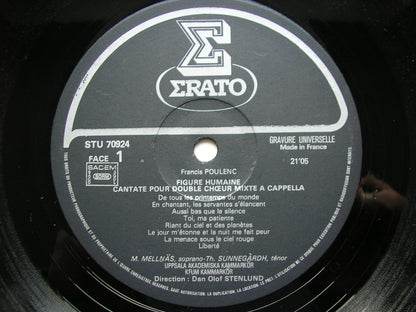 ERATO
STU 70924
FACE 1
SACEM
GRAVURE UNIVERSELLE
Made in France
21'05
Francis POULENC
FIGURE HUMAINE
CANTATE POUR DOUBLE CHŒUR MIXTE A CAPPELLA
De tous les printemps du monde
En chantant, les servantes s'élancent
Aussi bas que le silence
Toi, ma patiente
Riant du ciel et des planètes
Le jour m'étonne et la nuit me fait peur
La menace sous le ciel rouge
Liberté
M. MELLNÄS, soprano-Th. SUNNEGÅRDH, ténor
UPPSALA AKADEMISKA KAMMARKÖR
KFUM KAMMARKÖR
Direction : Dan Olof STENLUND